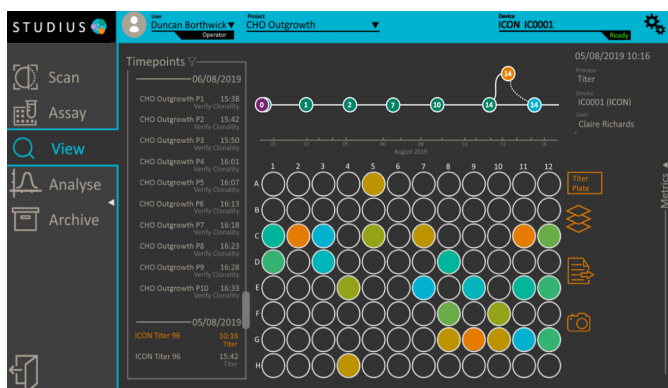 STUDIUS
User
Duncan Borthwick
Operator
Project
CHO Outgrowth
Device
ICON IC0001
Ready
Scan
Assay
View
Analyse
Archive
Timepoints
06/08/2019
CHO Outgrowth P1 15:38
Verify Clonality
CHO Outgrowth P2 15:42
Verify Clonality
CHO Outgrowth P3 15:50
Verify Clonality
CHO Outgrowth P4 16:01
Verify Clonality
CHO Outgrowth P5 16:07
Verify Clonality
CHO Outgrowth P6 16:13
Verify Clonality
CHO Outgrowth P7 16:18
Verify Clonality
CHO Outgrowth P8 16:23
Verify Clonality
CHO Outgrowth P9 16:28
Verify Clonality
CHO Outgrowth P10 16:33
Verify Clonality
05/08/2019
ICON Titer 96 10:16
Titer
ICON Titer 96 15:42
Titer
14
0 1 2 7 10 14 14
August 2019
1 2 3 4 5 6 7 8 9 10 11 12
A
B
C
D
E
F
G
H
Titer
Plate
05/08/2019 10:16
Process
Titer
Device
IC0001 (ICON)
User
Claire Richards
Metrics